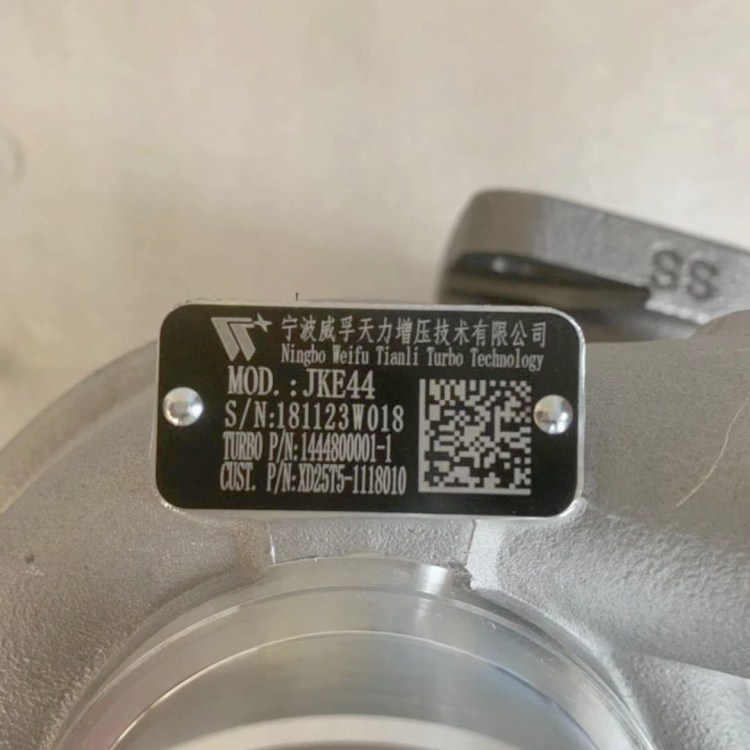 宁波威孚天力增压技术有限公司
Ningbo Weifu Tianli Turbo Technology
MOD.:JKE44
S/N:181123W018
TURBO P/N:1444800001-1
CUST. P/N:XD25T5-1118010
SS